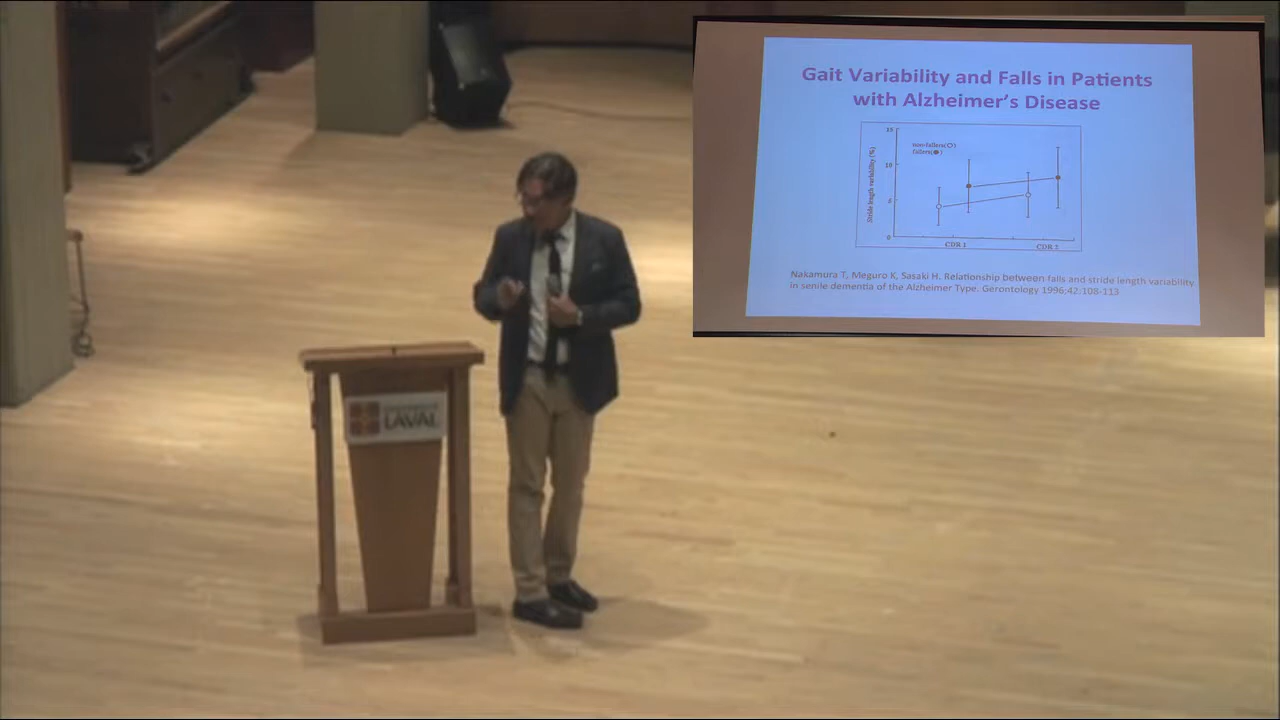 Gait Variability and Falls in Patients
with Alzheimer's Disease
non-fallers(○)
fallers(●)
Stride length variability (%)
15
10
5
0
CDR 1
CDR 2
Nakamura T, Meguro K, Sasaki H. Relationship between falls and stride length variability
in senile dementia of the Alzheimer Type. Gerontology 1996;42:108-113
LAVAL